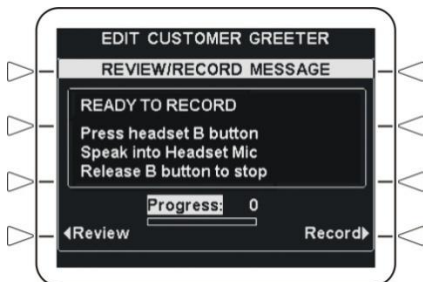 EDIT CUSTOMER GREETER
REVIEW/RECORD MESSAGE
READY TO RECORD
Press headset B button
Speak into Headset Mic
Release B button to stop
Progress: 0
Review Record